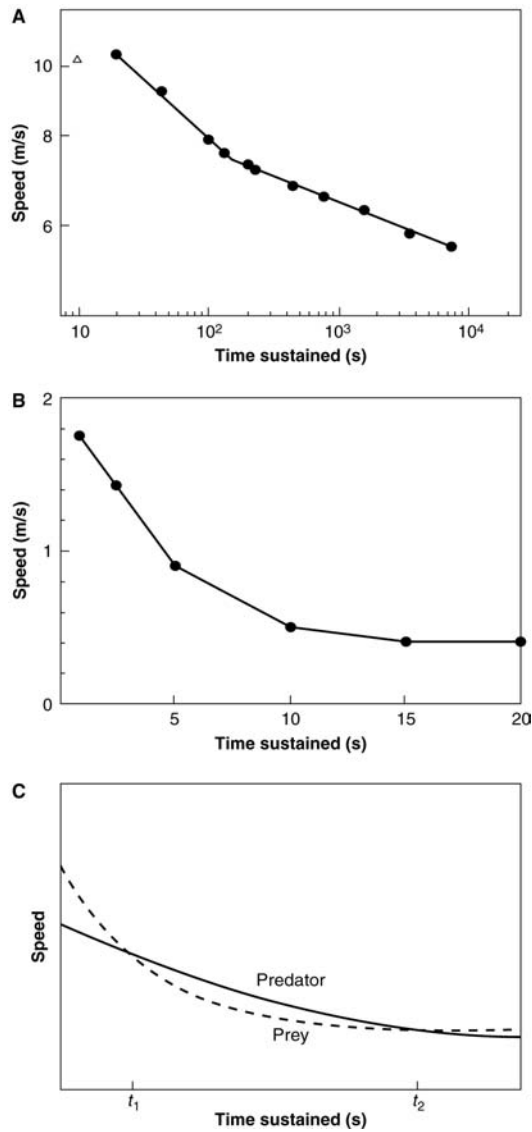 A
10
8
6
Speed (m/s)
10 10² 10³ 10⁴
Time sustained (s)
B
2
1
0
Speed (m/s)
5 10 15 20
Time sustained (s)
C
Speed
Predator
Prey
t₁ t₂
Time sustained (s)